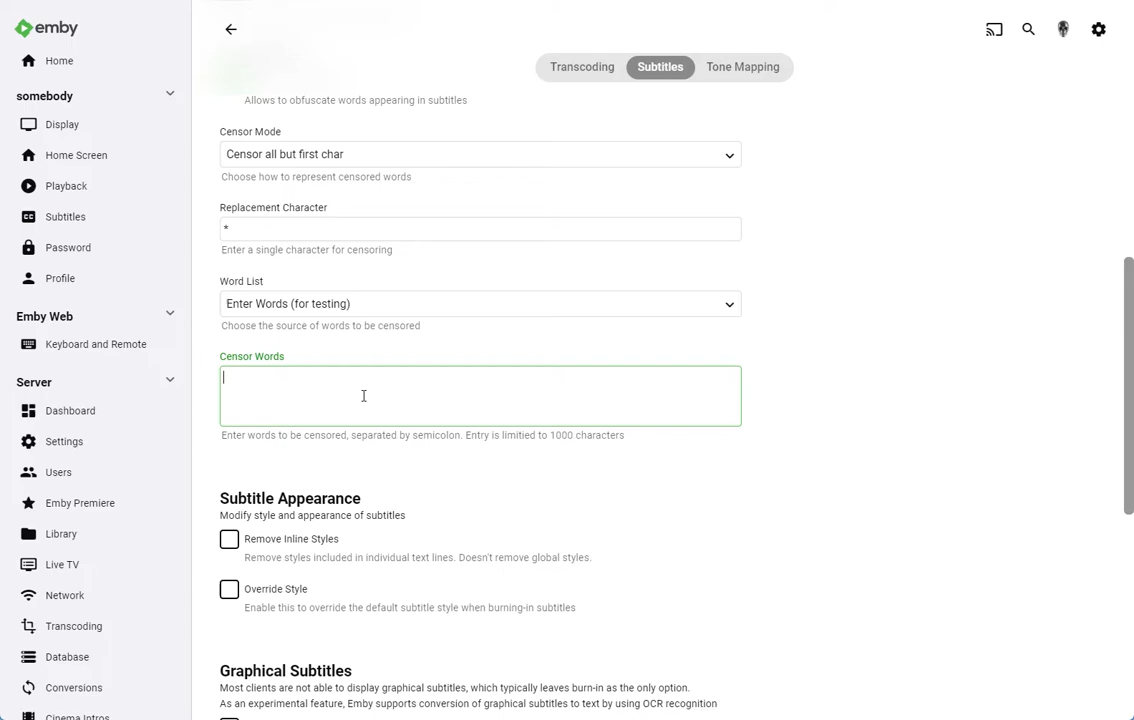 emby
Home
somebody
Display
Home Screen
Playback
Subtitles
Password
Profile
Emby Web
Keyboard and Remote
Server
Dashboard
Settings
Users
Emby Premiere
Library
Live TV
Network
Transcoding
Database
Conversions
Cinema Intros
Transcoding Subtitles Tone Mapping
Allows to obfuscate words appearing in subtitles
Censor Mode
Censor all but first char
Choose how to represent censored words
Replacement Character
*
Enter a single character for censoring
Word List
Enter Words (for testing)
Choose the source of words to be censored
Censor Words
Enter words to be censored, separated by semicolon. Entry is limitied to 1000 characters
Subtitle Appearance
Modify style and appearance of subtitles
Remove Inline Styles
Remove styles included in individual text lines. Doesn't remove global styles.
Override Style
Enable this to override the default subtitle style when burning-in subtitles
Graphical Subtitles
Most clients are not able to display graphical subtitles, which typically leaves burn-in as the only option.
As an experimental feature, Emby supports conversion of graphical subtitles to text by using OCR recognition